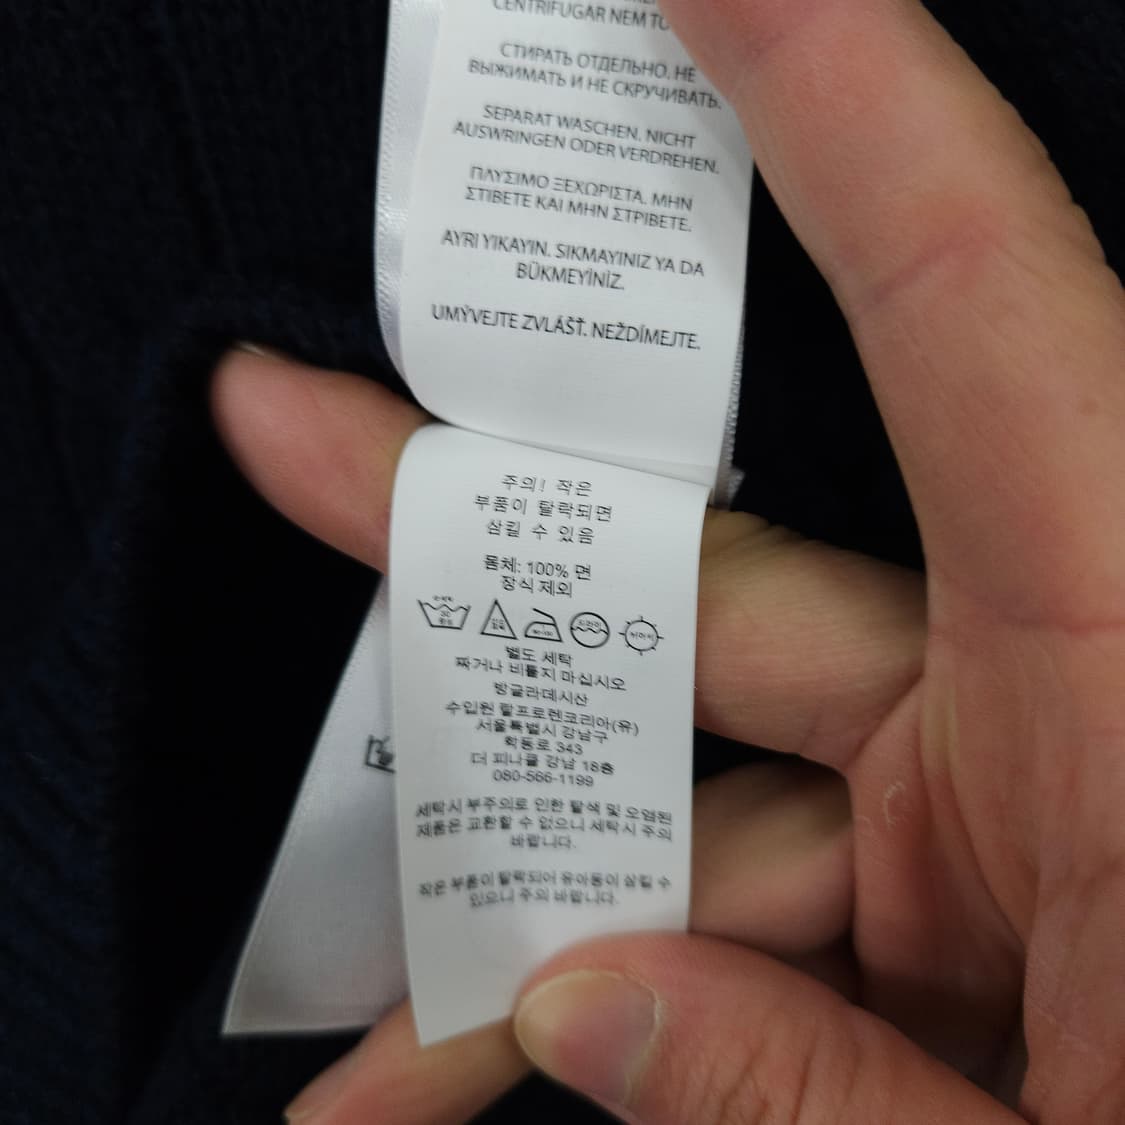 CENTRIFUGAR NEM TO
СТИРАТЬ ОТДЕЛЬНО. НЕ
ВЫЖИМАТЬ И НЕ СКРУЧИВАТЬ.
SEPARAT WASCHEN. NICHT
AUSWRINGEN ODER VERDREHEN.
ΠΛΥΣΙΜΟ ΞΕΧΩΡΙΣΤΑ. ΜΗΝ
ΣΤΙΒΕΤΕ ΚΑΙ ΜΗΝ ΣΤΡΙΒΕΤΕ.
AYRI YIKAYIN. SIKMAYINIZ YA DA
BÜKMEYİNİZ.
UMÝVEJTE ZVLÁŠŤ. NEŽDÍMEJTE.
주의! 작은
부품이 탈락되면
삼킬 수 있음
몸체: 100% 면
장식 제외
30
드라이
뉘어서
별도 세탁
짜거나 비틀지 마십시오
방글라데시산
수입원 랄프로렌코리아(유)
서울특별시 강남구
학동로 343
더 피나클 강남 18층
080-566-1199
세탁시 부주의로 인한 탈색 및 오염된
제품은 교환할 수 없으니 세탁시 주의
바랍니다.
작은 부품이 탈락되어 유아동이 삼킬 수
있으니 주의 바랍니다.